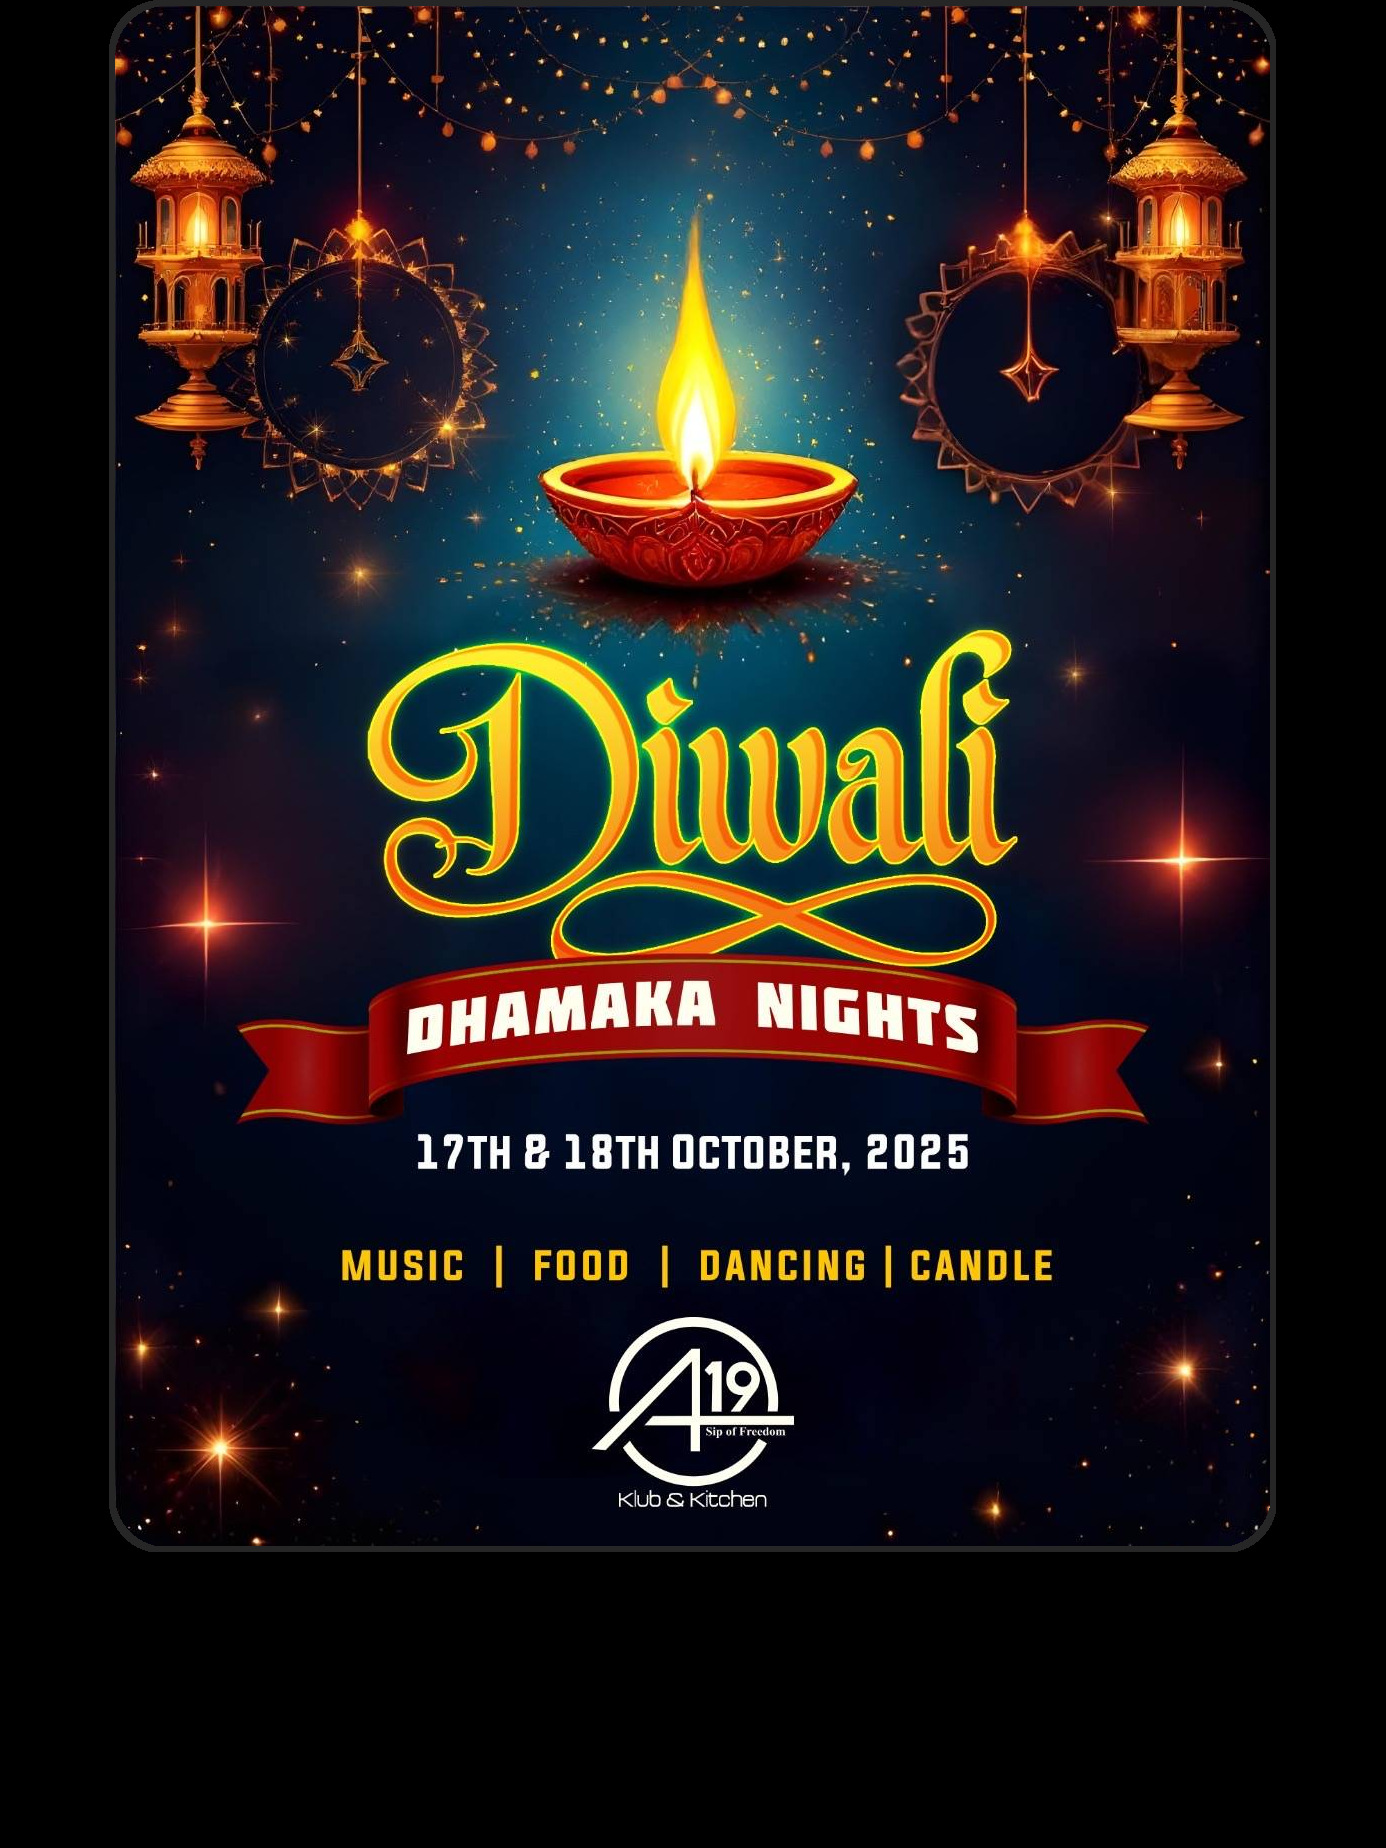 Diwali
DHAMAKA NIGHTS
17TH & 18TH OCTOBER, 2025
MUSIC | FOOD | DANCING | CANDLE
A19
Sip of Freedom
Klub & Kitchen